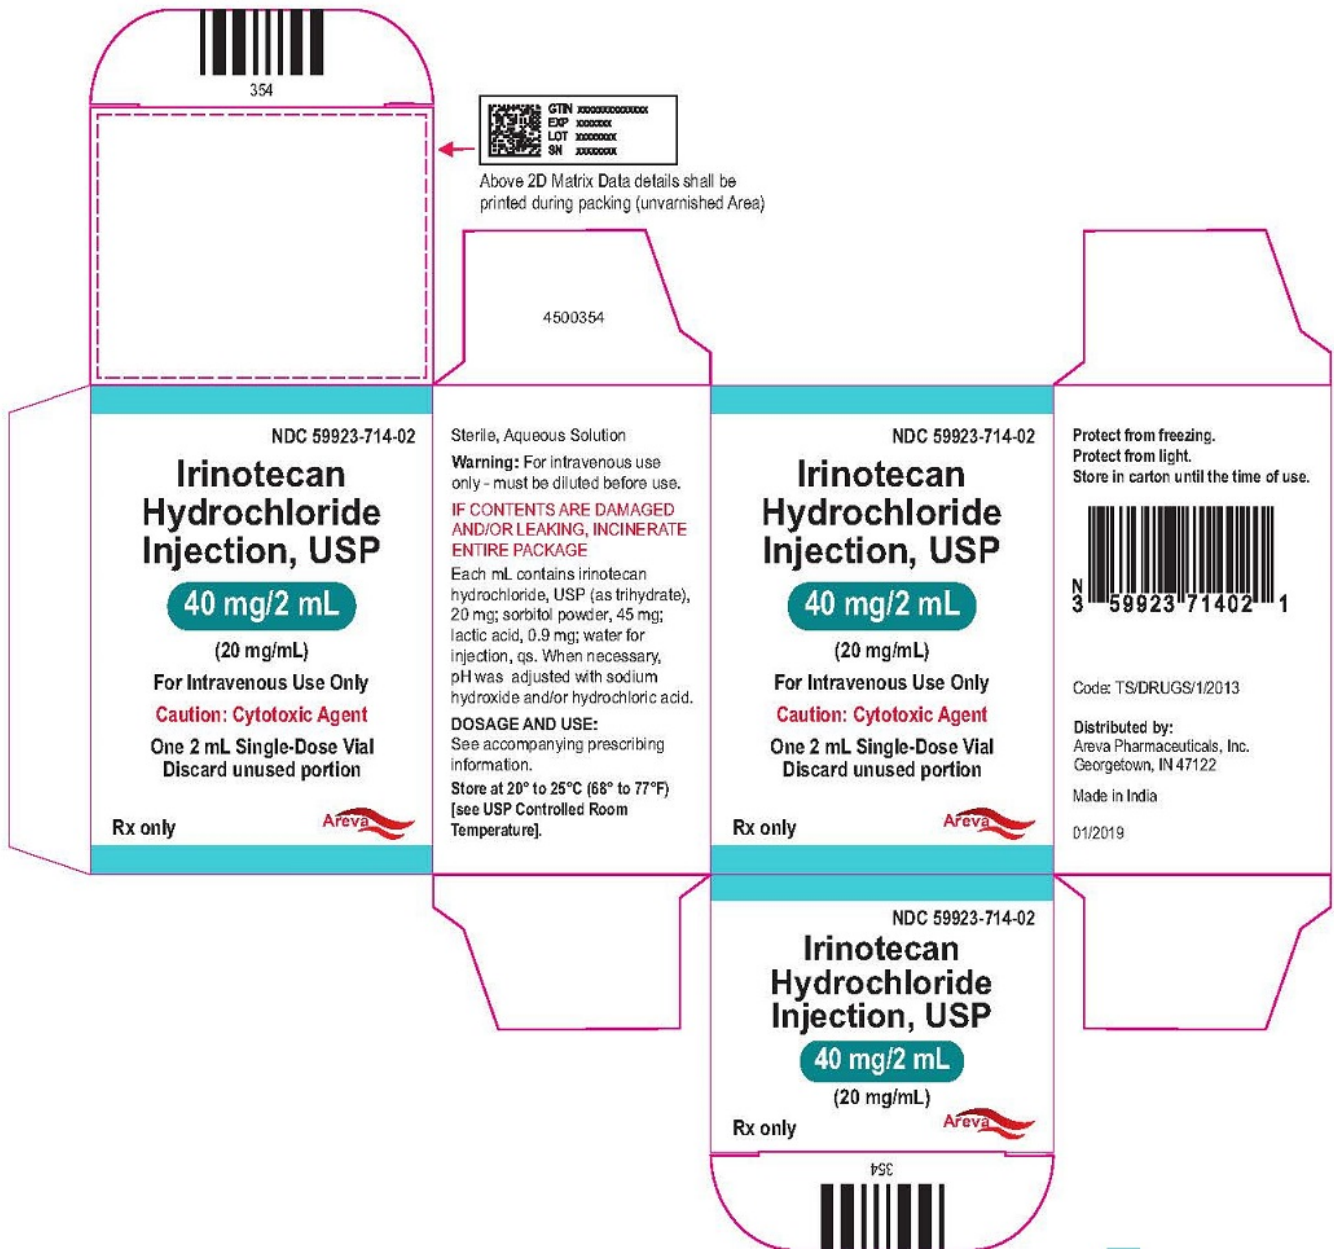 354
GTIN xxxxxxxxxxxxxx
EXP xxxxxxx
LOT xxxxxxxx
SN xxxxxxxx
Above 2D Matrix Data details shall be
printed during packing (unvarnished Area)
4500354
NDC 59923-714-02
Irinotecan
Hydrochloride
Injection, USP
40 mg/2 mL
(20 mg/mL)
For Intravenous Use Only
Caution: Cytotoxic Agent
One 2 mL Single-Dose Vial
Discard unused portion
Rx only
Areva
Sterile, Aqueous Solution
Warning: For intravenous use
only - must be diluted before use.
IF CONTENTS ARE DAMAGED
AND/OR LEAKING, INCINERATE
ENTIRE PACKAGE
Each mL contains irinotecan
hydrochloride, USP (as trihydrate),
20 mg; sorbitol powder, 45 mg;
lactic acid, 0.9 mg; water for
injection, qs. When necessary,
pH was adjusted with sodium
hydroxide and/or hydrochloric acid.
DOSAGE AND USE:
See accompanying prescribing
information.
Store at 20° to 25°C (68° to 77°F)
[see USP Controlled Room
Temperature].
NDC 59923-714-02
Irinotecan
Hydrochloride
Injection, USP
40 mg/2 mL
(20 mg/mL)
For Intravenous Use Only
Caution: Cytotoxic Agent
One 2 mL Single-Dose Vial
Discard unused portion
Rx only
Areva
Protect from freezing.
Protect from light.
Store in carton until the time of use.
N
3 59923 71402 1
Code: TS/DRUGS/1/2013
Distributed by:
Areva Pharmaceuticals, Inc.
Georgetown, IN 47122
Made in India
01/2019
NDC 59923-714-02
Irinotecan
Hydrochloride
Injection, USP
40 mg/2 mL
(20 mg/mL)
Rx only
Areva
354